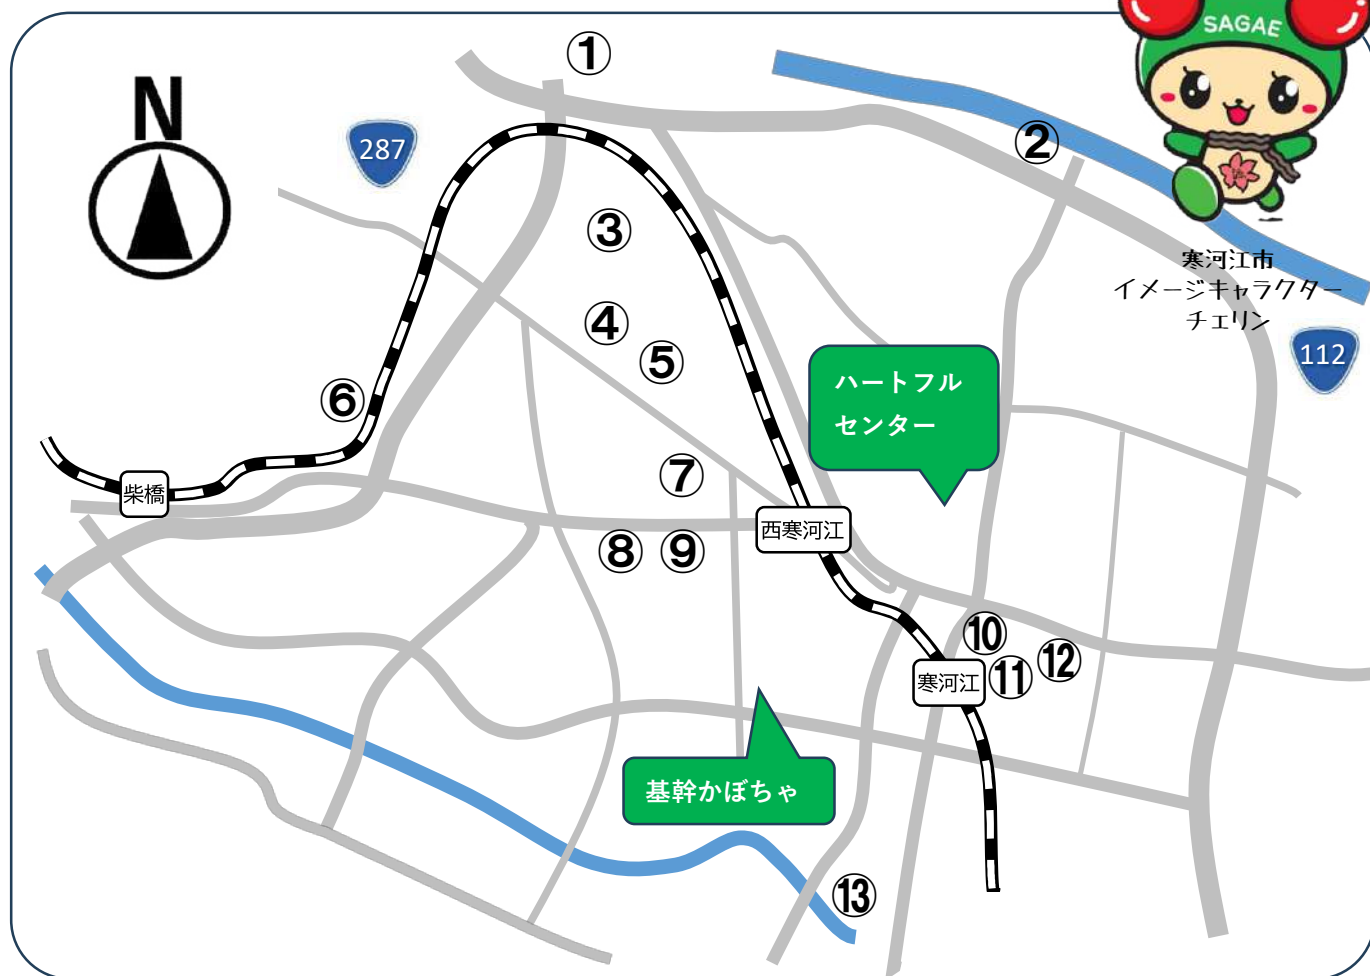 SAGAE
①
N
287
②
③
寒河江市
イメージキャラクター
チェリン
④
112
⑤
ハートフル
センター
⑥
⑦
柴橋
西寒河江
⑧
⑨
⑩
⑫
寒河江
⑪
基幹かぼちゃ
⑬